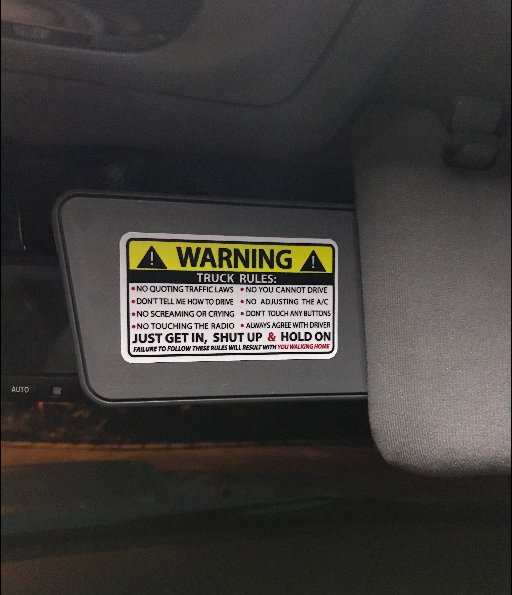 WARNING
TRUCK RULES:
• NO QUOTING TRAFFIC LAWS • NO YOU CANNOT DRIVE
• DON'T TELL ME HOW TO DRIVE • NO ADJUSTING THE A/C
• NO SCREAMING OR CRYING • DON'T TOUCH ANY BUTTONS
• NO TOUCHING THE RADIO • ALWAYS AGREE WITH DRIVER
JUST GET IN, SHUT UP & HOLD ON
FAILURE TO FOLLOW THESE RULES WILL RESULT WITH YOU WALKING HOME
AUTO